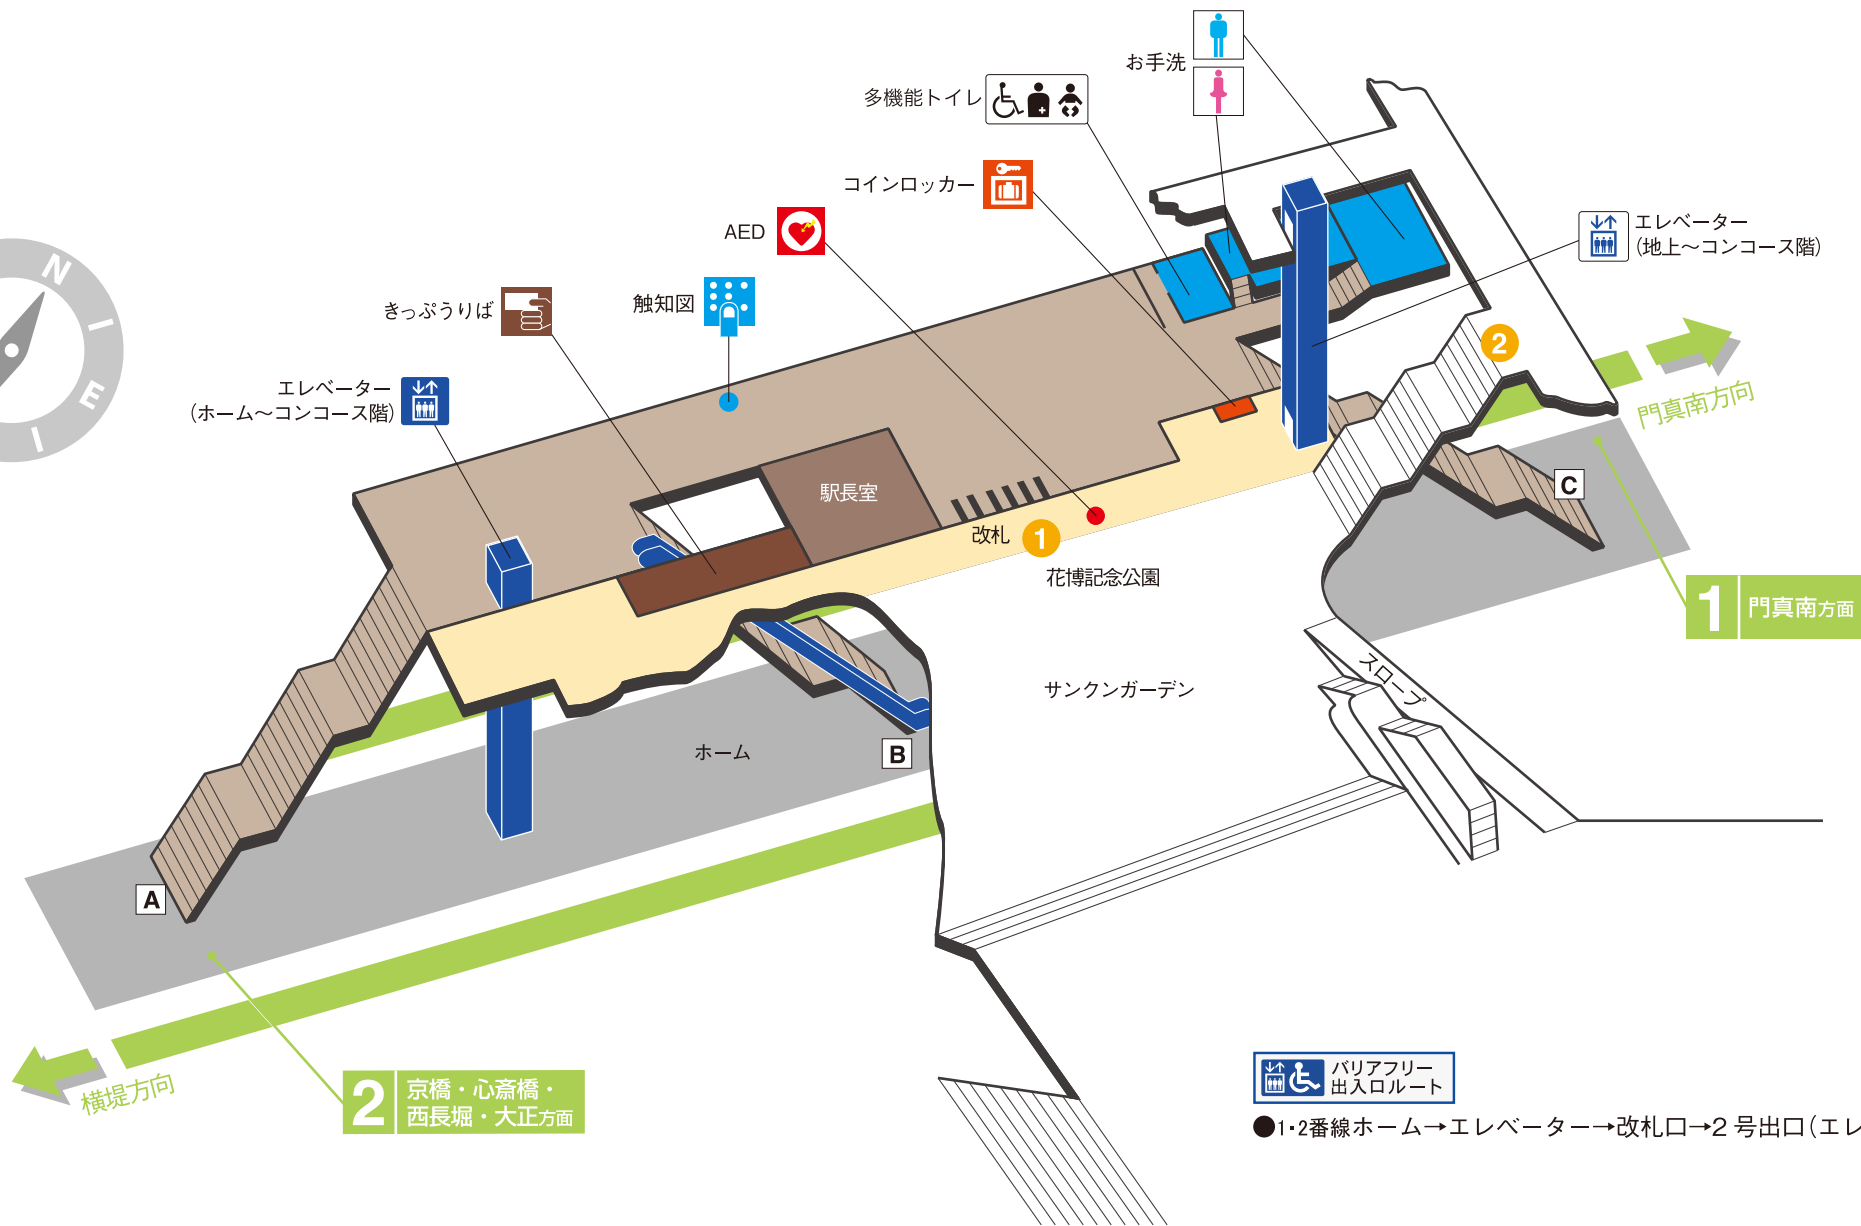 お手洗
多機能トイレ
コインロッカー
AED
エレベーター
(地上〜コンコース階)
触知図
きっぷうりば
エレベーター
(ホーム〜コンコース階)
N
E
2
門真南方向
駅長室
C
改札
1
花博記念公園
1 門真南方面
スロープ
サンクンガーデン
ホーム
B
A
横堤方向
2 京橋・心斎橋・
西長堀・大正方面
バリアフリー
出入口ルート
●1・2番線ホーム→エレベーター→改札口→2号出口(エレ